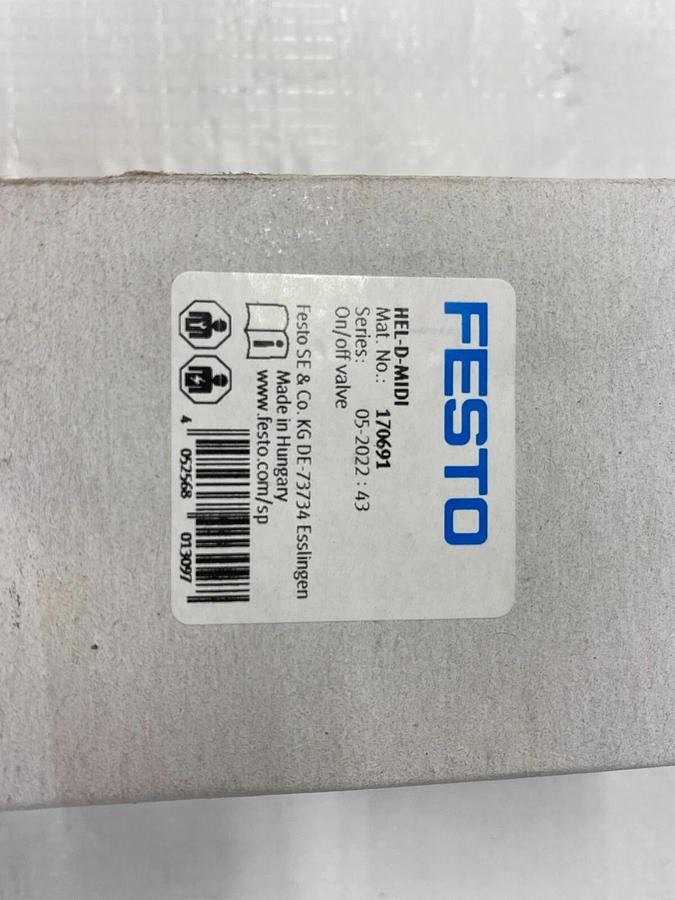 FESTO
HEL-D-MIDI
Mat. No.: 170691
Series: 05-2022 : 43
On/off valve
Festo SE & Co. KG DE-73734 Esslingen
Made in Hungary
www.festo.com/sp
4 052568 013097